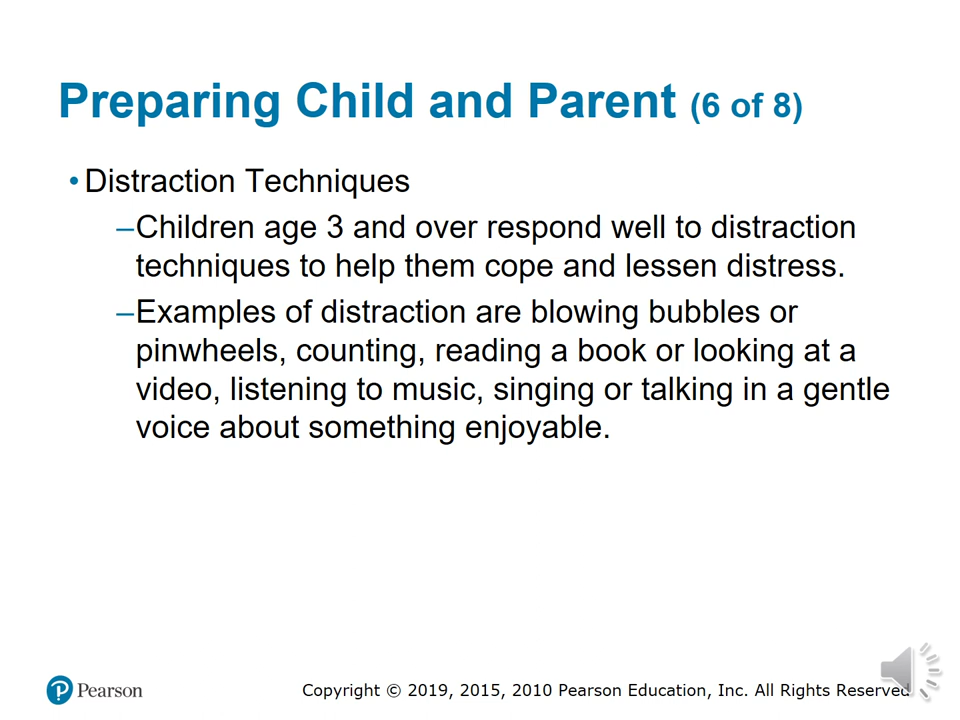 Preparing Child and Parent (6 of 8)
• Distraction Techniques
–Children age 3 and over respond well to distraction
techniques to help them cope and lessen distress.
–Examples of distraction are blowing bubbles or
pinwheels, counting, reading a book or looking at a
video, listening to music, singing or talking in a gentle
voice about something enjoyable.
Pearson
Copyright © 2019, 2015, 2010 Pearson Education, Inc. All Rights Reserved